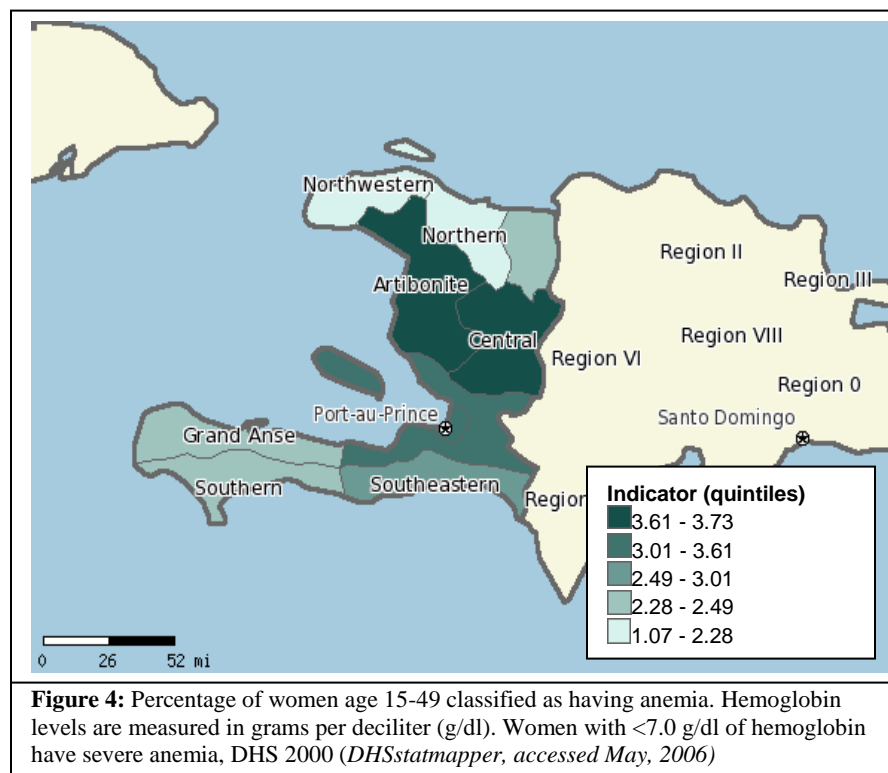 Northwestern
Northern
Region II
Artibonite
Region III
Central
Region VIII
Region VI
Region 0
Port-au-Prince
Santo Domingo
Grand Anse
Southern
Southeastern
Region
Indicator (quintiles)
3.61 - 3.73
3.01 - 3.61
2.49 - 3.01
2.28 - 2.49
1.07 - 2.28
0 26 52 mi
Figure 4: Percentage of women age 15-49 classified as having anemia. Hemoglobin
levels are measured in grams per deciliter (g/dl). Women with <7.0 g/dl of hemoglobin
have severe anemia, DHS 2000 (DHSstatmapper, accessed May, 2006)